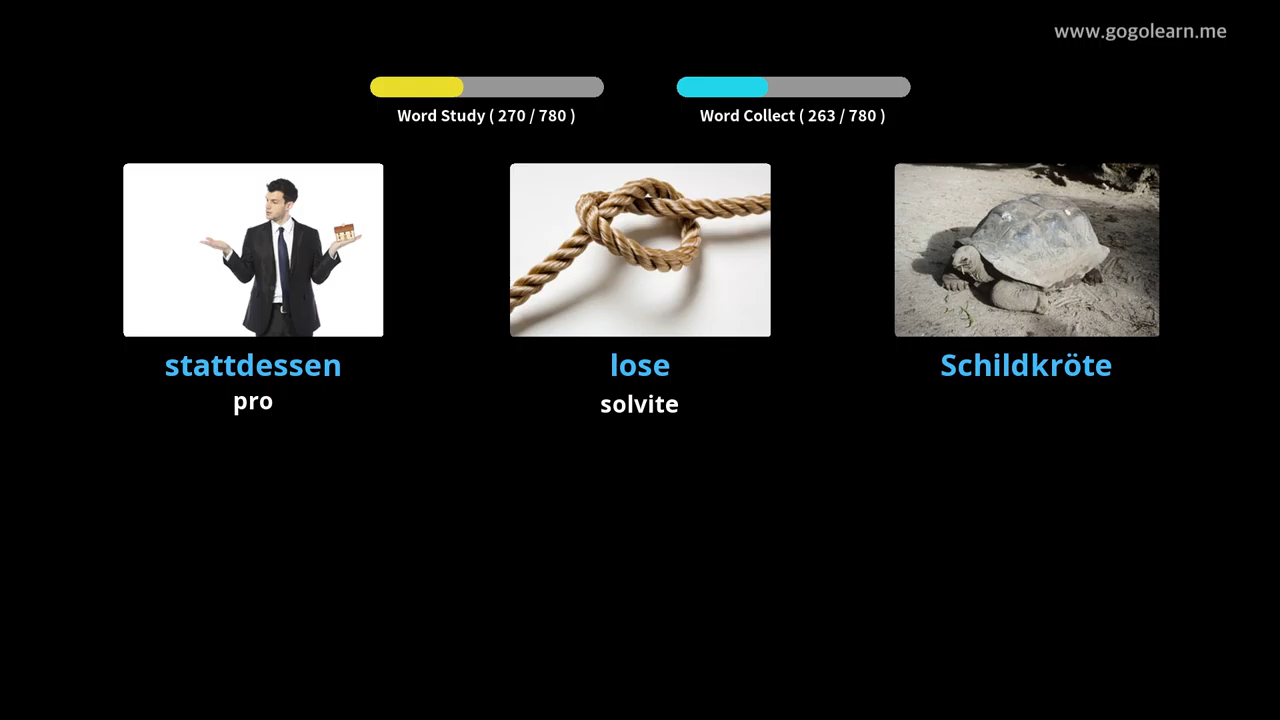 www.gogolearn.me
Word Study ( 270 / 780 )
Word Collect ( 263 / 780 )
stattdessen
pro
lose
solvite
Schildkröte